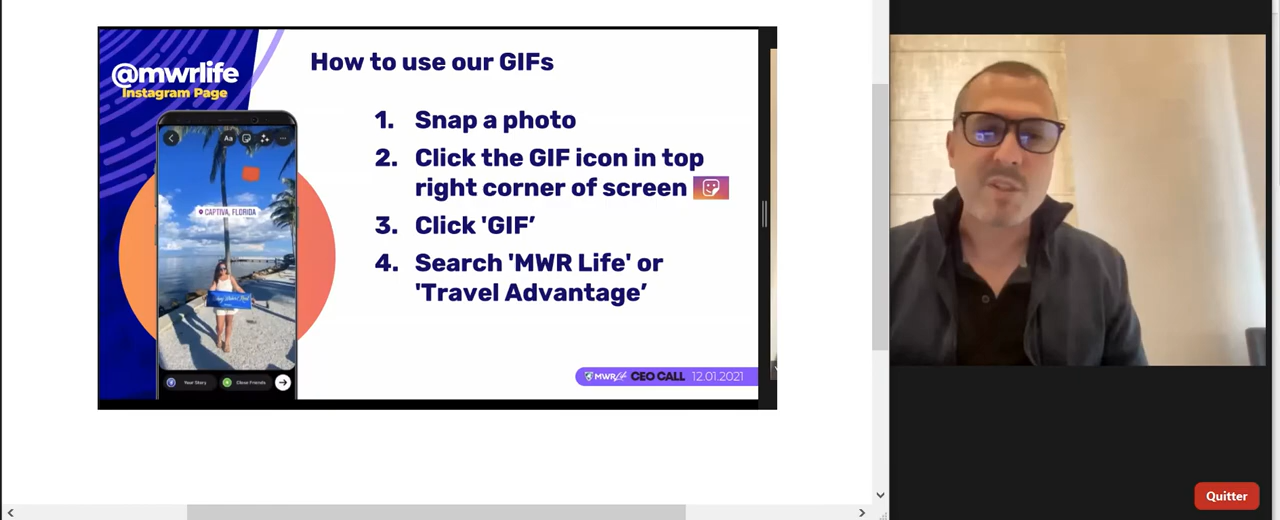 @mwrlife
Instagram Page
How to use our GIFs
1. Snap a photo
2. Click the GIF icon in top
right corner of screen
3. Click 'GIF’
4. Search 'MWR Life' or
'Travel Advantage’
Aa
CAPTIVA, FLORIDA
Your Story
Close Friends
MWR Life CEO CALL 12.01.2021
Quitter